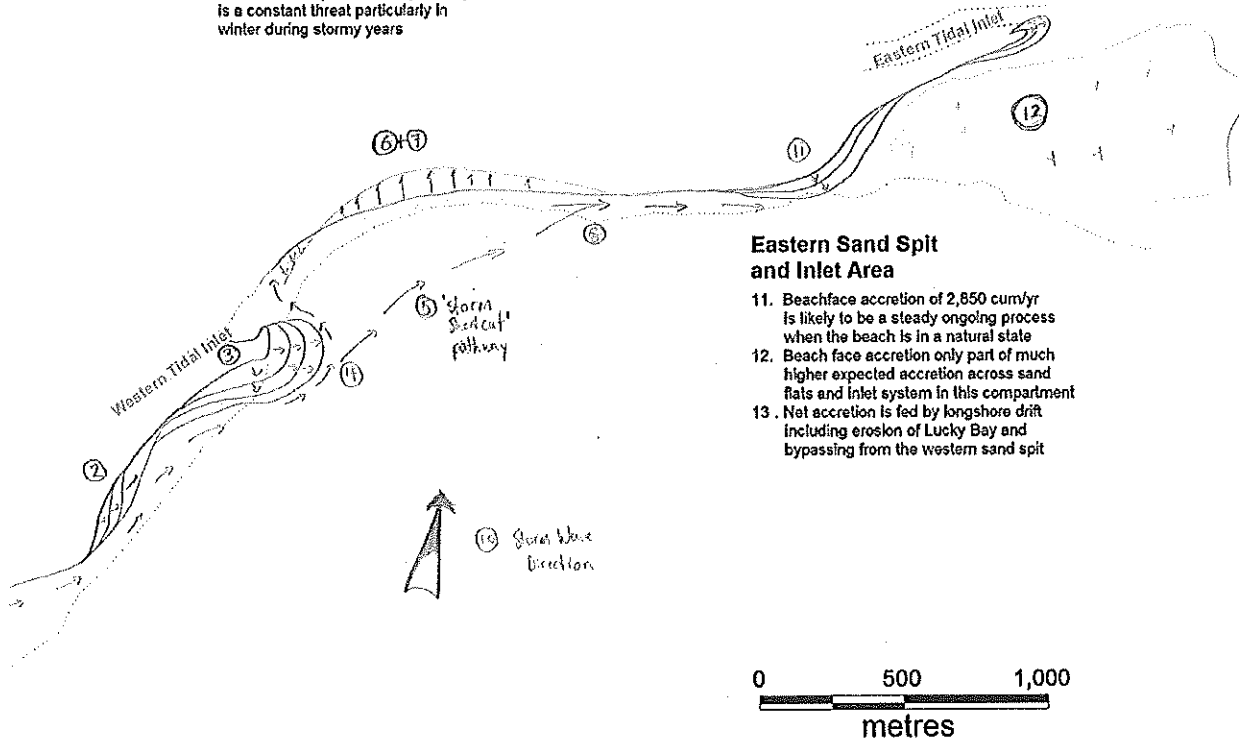 is a constant threat particularly in
winter during stormy years
Eastern Tidal Inlet
12
6+7
11
8
Eastern Sand Spit
and Inlet Area
11. Beachface accretion of 2,850 cum/yr
is likely to be a steady ongoing process
when the beach is in a natural state
12. Beach face accretion only part of much
higher expected accretion across sand
flats and inlet system in this compartment
13. Net accretion is fed by longshore drift
including erosion of Lucky Bay and
bypassing from the western sand spit
5 'Storm
Shortcut'
pathway
Western Tidal Inlet
3
4
2
10 Storm Wave
Direction
0 500 1,000
metres